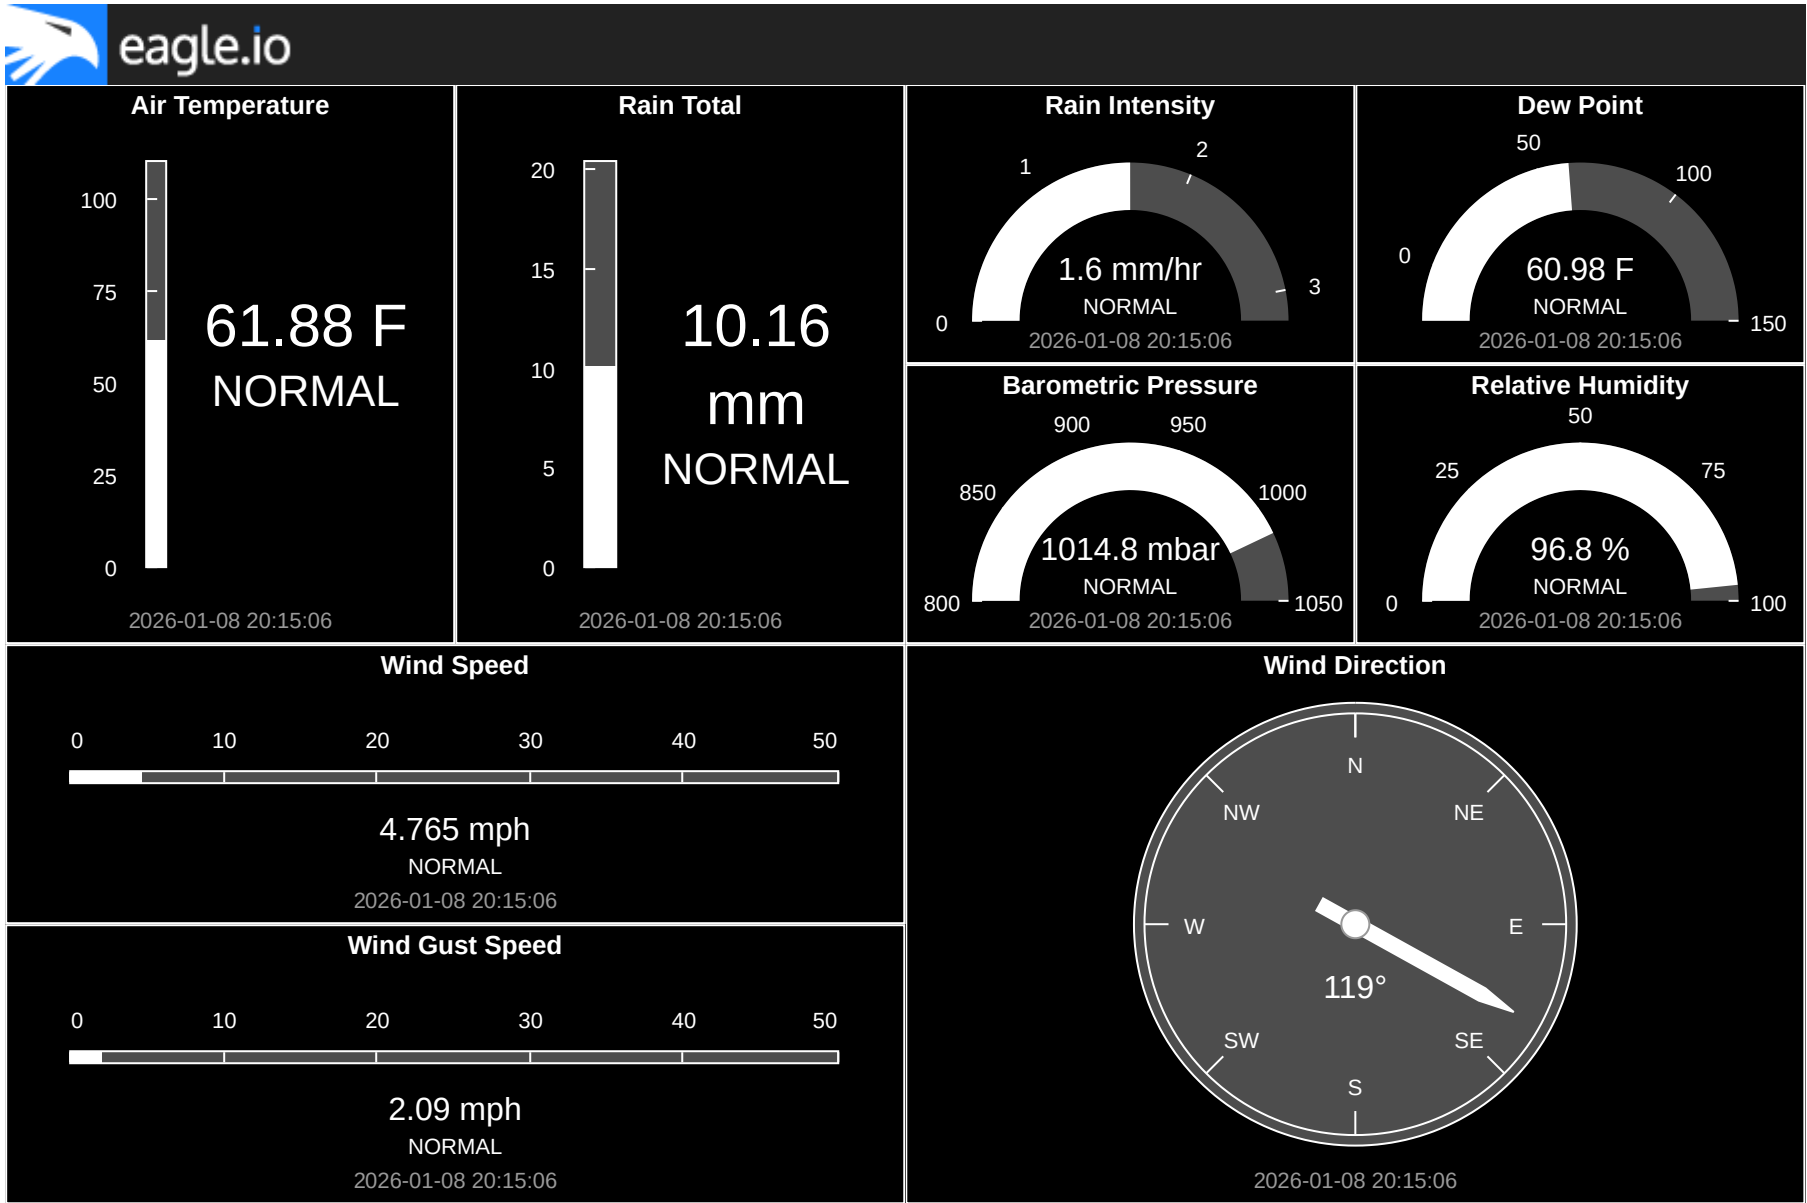 eagle.io
Air Temperature
100
75
50
25
0
61.88 F
NORMAL
2026-01-08 20:15:06
Rain Total
20
15
10
5
0
10.16
mm
NORMAL
2026-01-08 20:15:06
Rain Intensity
0
1
2
3
1.6 mm/hr
NORMAL
2026-01-08 20:15:06
Dew Point
0
50
100
150
60.98 F
NORMAL
2026-01-08 20:15:06
Barometric Pressure
800
850
900
950
1000
1050
1014.8 mbar
NORMAL
2026-01-08 20:15:06
Relative Humidity
0
25
50
75
100
96.8 %
NORMAL
2026-01-08 20:15:06
Wind Speed
0 10 20 30 40 50
4.765 mph
NORMAL
2026-01-08 20:15:06
Wind Gust Speed
0 10 20 30 40 50
2.09 mph
NORMAL
2026-01-08 20:15:06
Wind Direction
N
NW NE
W E
119°
SW SE
S
2026-01-08 20:15:06